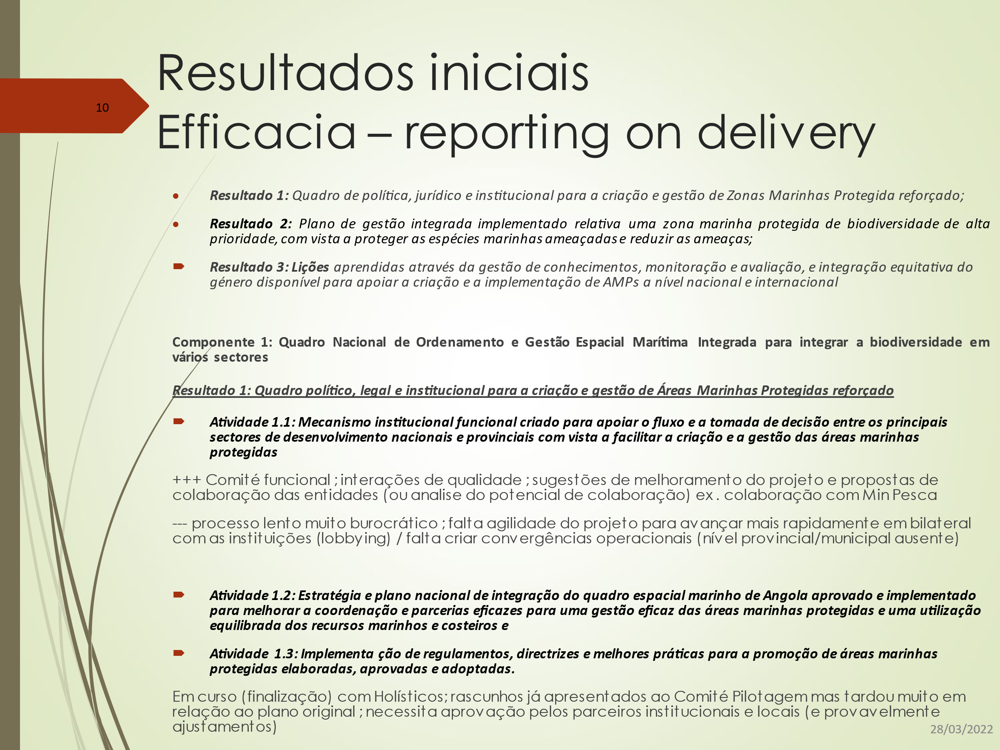 Resultados iniciais
10
Efficacia – reporting on delivery
• Resultado 1: Quadro de política, jurídico e institucional para a criação e gestão de Zonas Marinhas Protegida reforçado;
• Resultado 2: Plano de gestão integrada implementado relativa uma zona marinha protegida de biodiversidade de alta
prioridade, com vista a proteger as espécies marinhas ameaçadas e reduzir as ameaças;
Resultado 3: Lições aprendidas através da gestão de conhecimentos, monitoração e avaliação, e integração equitativa do
género disponível para apoiar a criação e a implementação de AMPs a nível nacional e internacional
Componente 1: Quadro Nacional de Ordenamento e Gestão Espacial Marítima Integrada para integrar a biodiversidade em
vários sectores
Resultado 1: Quadro político, legal e institucional para a criação e gestão de Áreas Marinhas Protegidas reforçado
Atividade 1.1: Mecanismo institucional funcional criado para apoiar o fluxo e a tomada de decisão entre os principais
sectores de desenvolvimento nacionais e provinciais com vista a facilitar a criação e a gestão das áreas marinhas
protegidas
+++ Comité funcional ; interações de qualidade ; sugestões de melhoramento do projeto e propostas de
colaboração das entidades (ou analise do potencial de colaboração) ex. colaboração com Min Pesca
--- processo lento muito burocrático ; falta agilidade do projeto para avançar mais rapidamente em bilateral
com as instituições (lobbying) / falta criar convergências operacionais (nível provincial/municipal ausente)
Atividade 1.2: Estratégia e plano nacional de integração do quadro espacial marinho de Angola aprovado e implementado
para melhorar a coordenação e parcerias eficazes para uma gestão eficaz das áreas marinhas protegidas e uma utilização
equilibrada dos recursos marinhos e costeiros e
Atividade 1.3: Implementa ção de regulamentos, directrizes e melhores práticas para a promoção de áreas marinhas
protegidas elaboradas, aprovadas e adoptadas.
Em curso (finalização) com Holísticos; rascunhos já apresentados ao Comité Pilotagem mas tardou muito em
relação ao plano original ; necessita aprovação pelos parceiros institucionais e locais (e provavelmente
ajustamentos)
28/03/2022